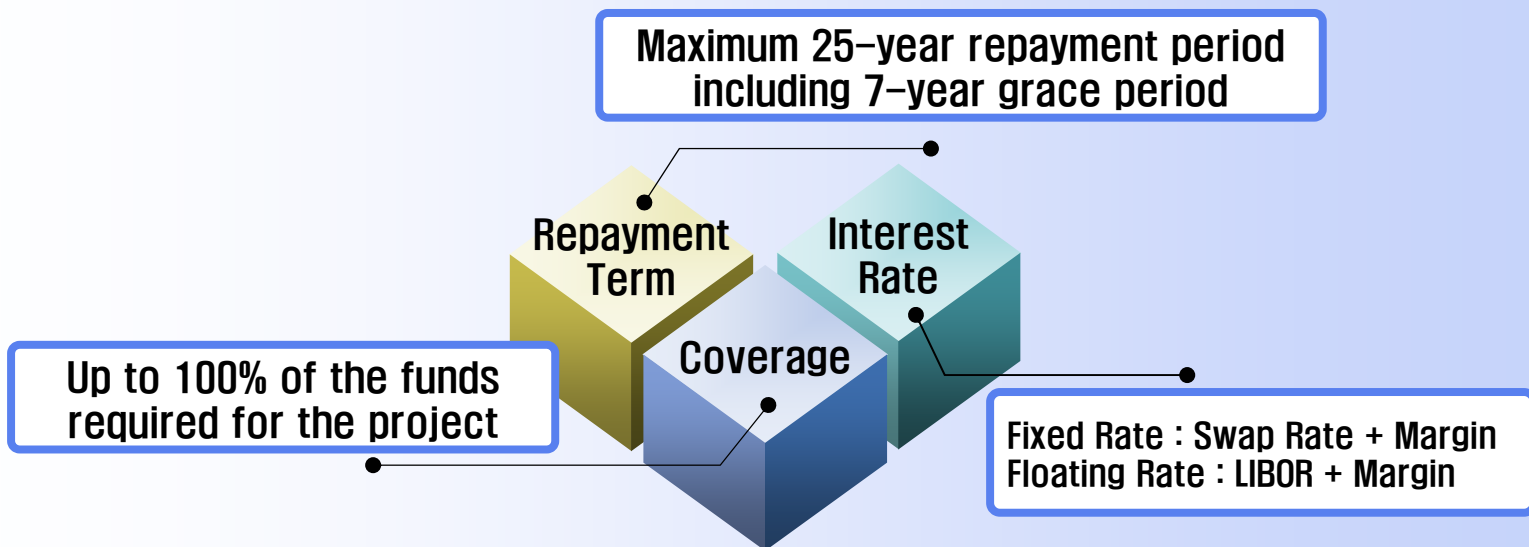 Maximum 25-year repayment period
including 7-year grace period
Repayment
Term
Interest
Rate
Coverage
Up to 100% of the funds
required for the project
Fixed Rate : Swap Rate + Margin
Floating Rate : LIBOR + Margin